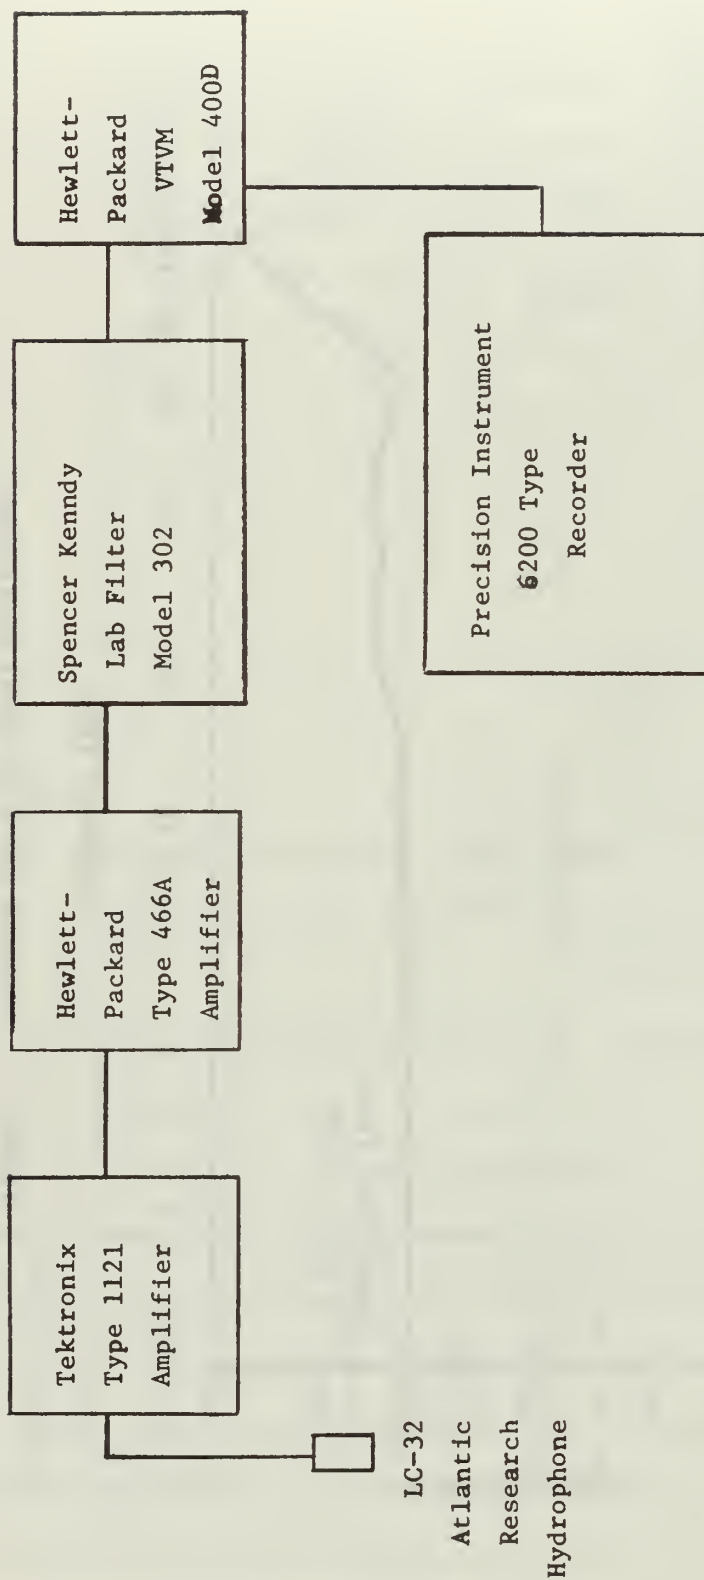 LC-32
Atlantic
Research
Hydrophone
Tektronix
Type 1121
Amplifier
Hewlett-
Packard
Type 466A
Amplifier
Spencer Kenndy
Lab Filter
Model 302
Hewlett-
Packard
VTVM
Model 400D
Precision Instrument
6200 Type
Recorder